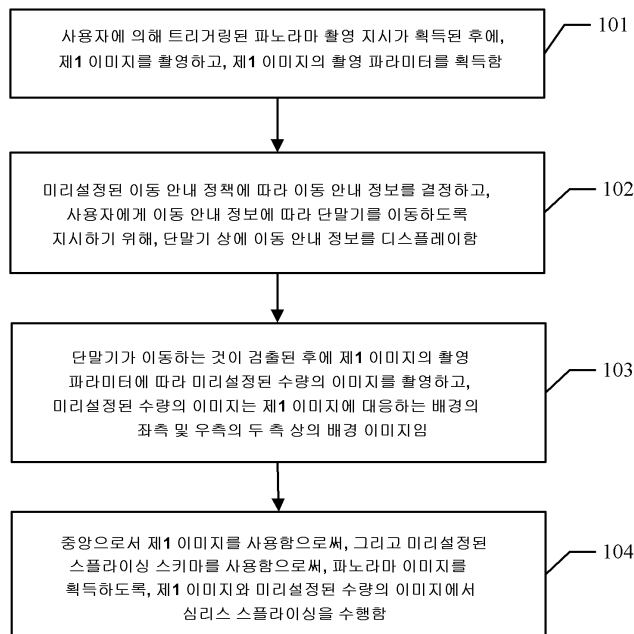 사용자에 의해 트리거링된 파노라마 촬영 지시가 획득된 후에,
제1 이미지를 촬영하고, 제1 이미지의 촬영 파라미터를 획득함
101
미리설정된 이동 안내 정책에 따라 이동 안내 정보를 결정하고,
사용자에게 이동 안내 정보에 따라 단말기를 이동하도록
지시하기 위해, 단말기 상에 이동 안내 정보를 디스플레이함
102
단말기가 이동하는 것이 검출된 후에 제1 이미지의 촬영
파라미터에 따라 미리설정된 수량의 이미지를 촬영하고,
미리설정된 수량의 이미지는 제1 이미지에 대응하는 배경의
좌측 및 우측의 두 측 상의 배경 이미지임
103
중앙으로서 제1 이미지를 사용함으로써, 그리고 미리설정된
스플라이싱 스키마를 사용함으로써, 파노라마 이미지를
획득하도록, 제1 이미지와 미리설정된 수량의 이미지에서
심리스 스플라이싱을 수행함
104